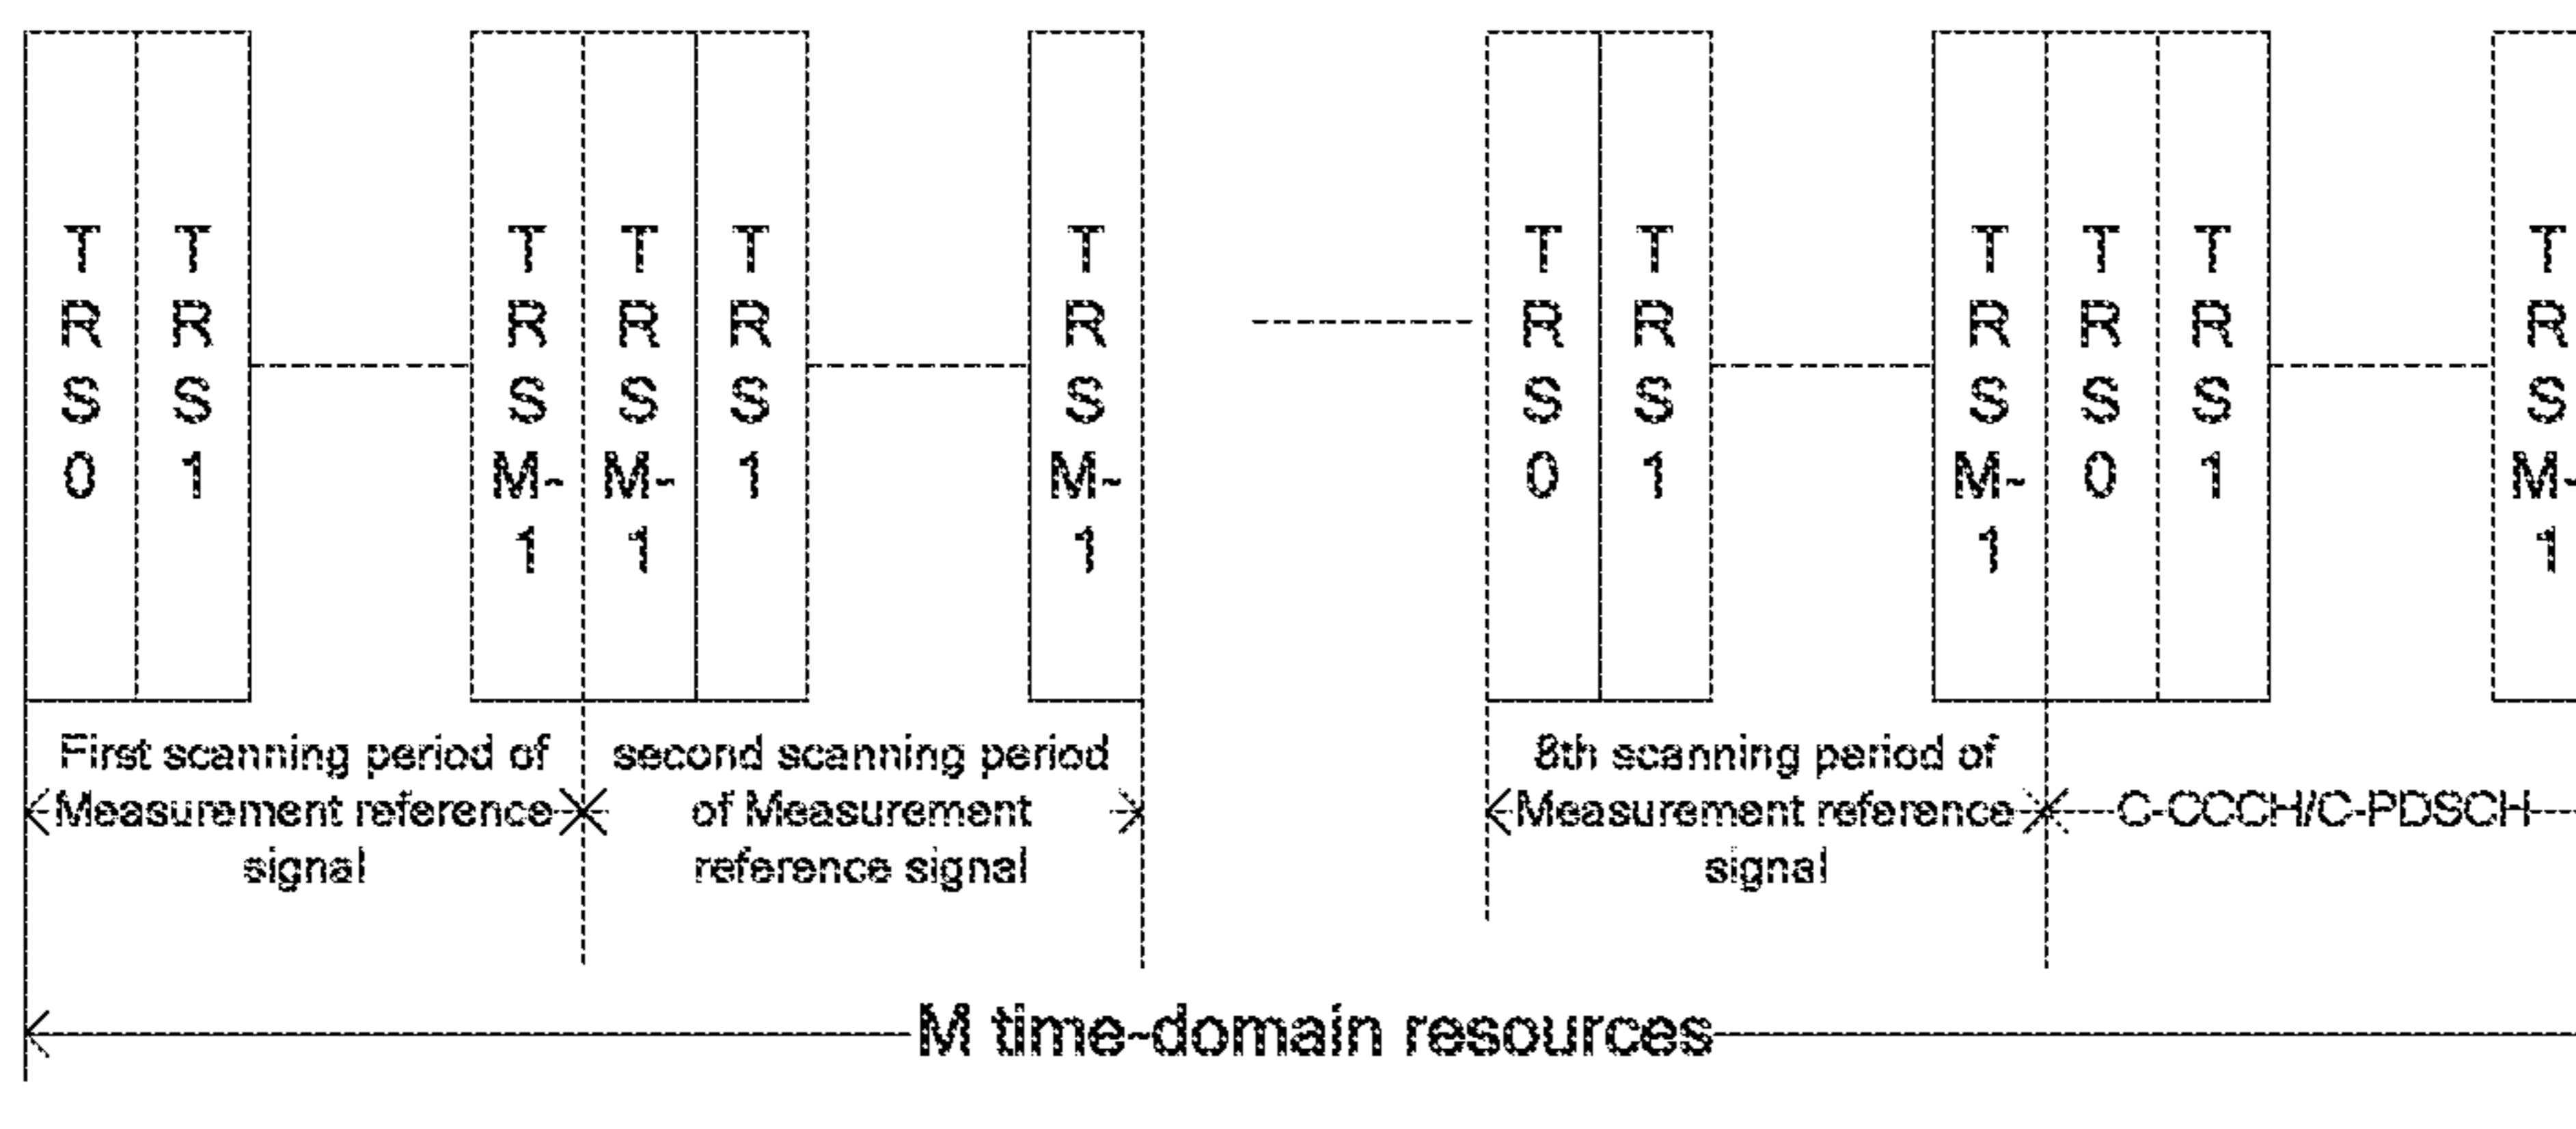 T R S 0
T R S 1
T R S M-1
T R S M-1
T R S 1
T R S M-1
T R S 0
T R S 1
T R S M-1
T R S 0
T R S 1
T R S M-1
First scanning period of
Measurement reference
signal
second scanning period
of Measurement
reference signal
8th scanning period of
Measurement reference
signal
C-CCCH/C-PDSCH
M time-domain resources